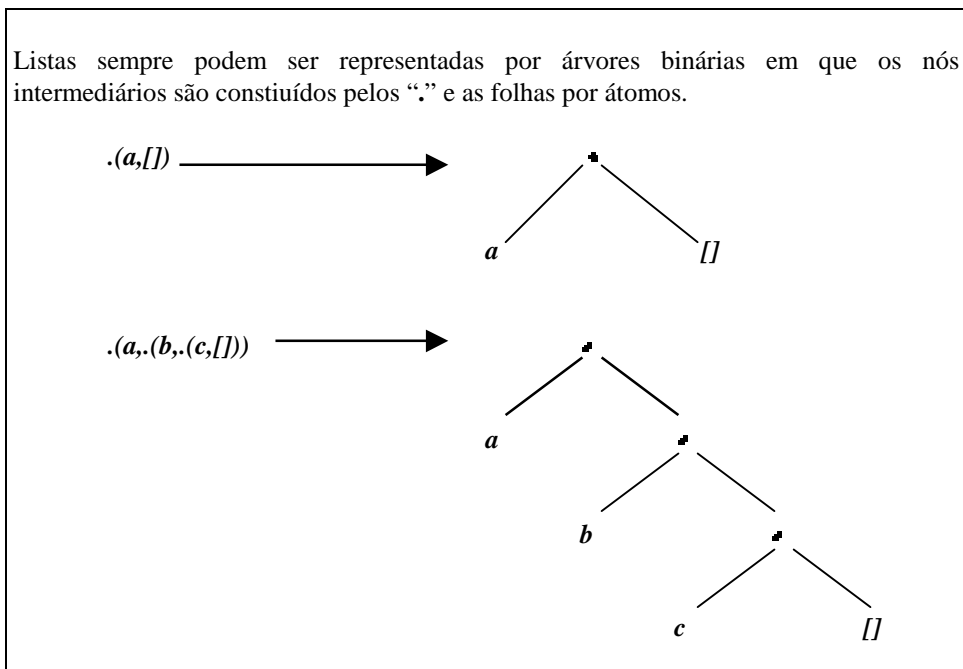 Listas sempre podem ser representadas por árvores binárias em que os nós
intermediários são constiuídos pelos “.” e as folhas por átomos.
.(a,[])
.
a
[]
.(a,.(b,.(c,[]))
.
a
.
b
.
c
[]